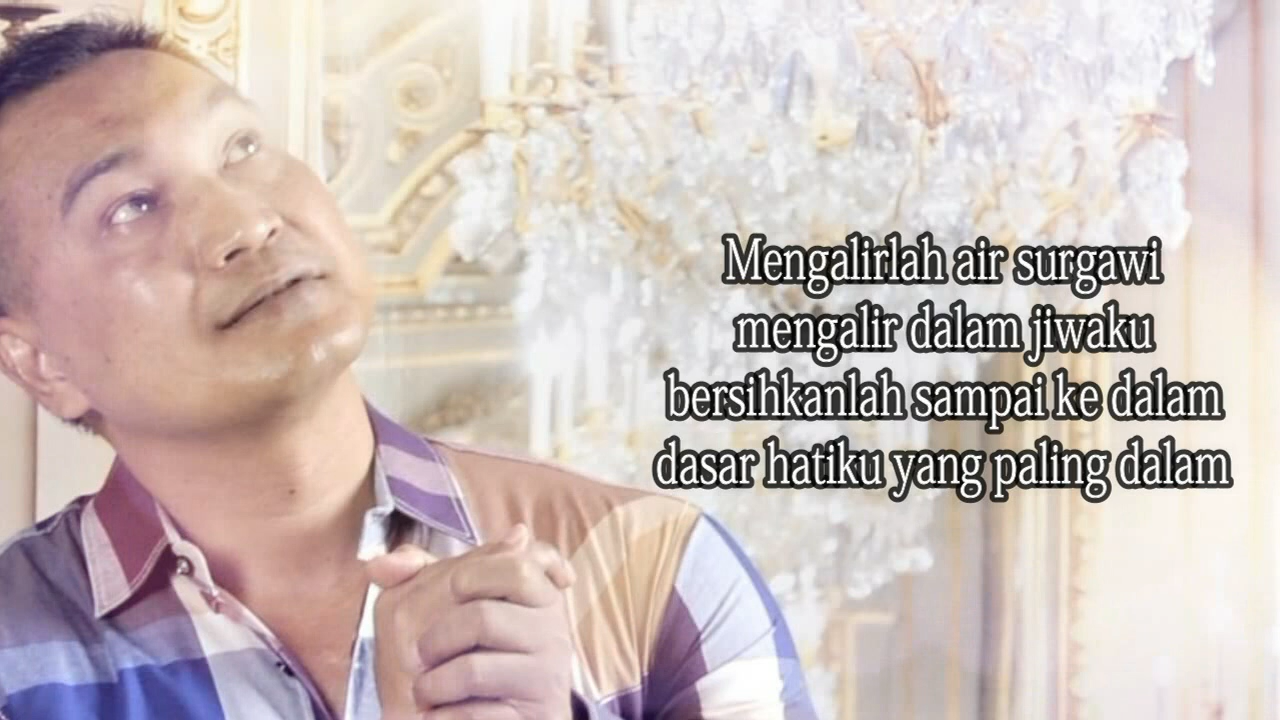 Mengalirlah air surgawi
mengalir dalam jiwaku
bersihkanlah sampai ke dalam
dasar hatiku yang paling dalam